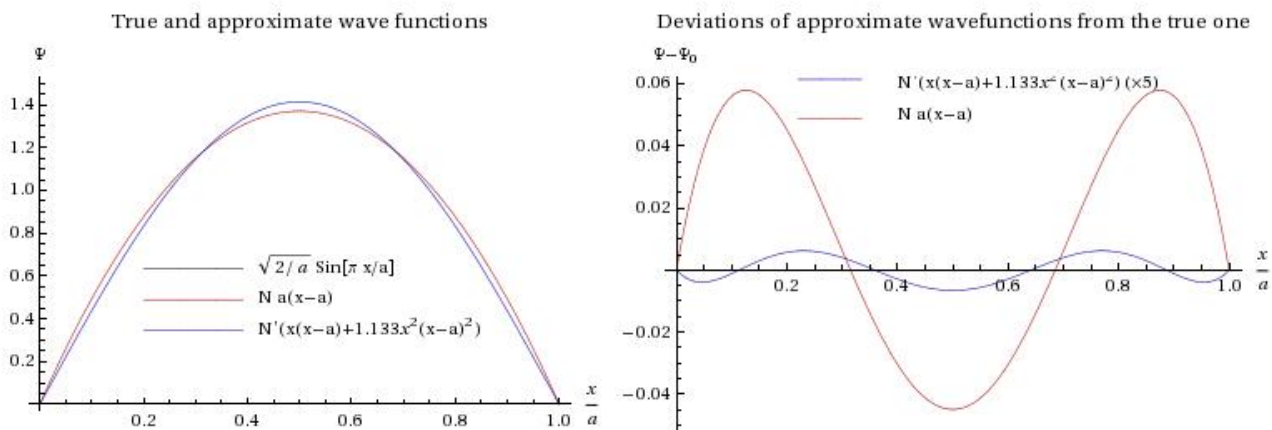 True and approximate wave functions
Ψ
1.4
1.2
1.0
0.8
0.6
0.4
0.2
√2/a Sin[π x/a]
N a(x−a)
N'(x(x−a)+1.133x²(x−a)²)
0.2
0.4
0.6
0.8
1.0
x
a
Deviations of approximate wavefunctions from the true one
Ψ−Ψ₀
0.06
0.04
0.02
−0.02
−0.04
N'(x(x−a)+1.133x²(x−a)²) (×5)
N a(x−a)
0.2
0.4
0.6
0.8
1.0
x
a